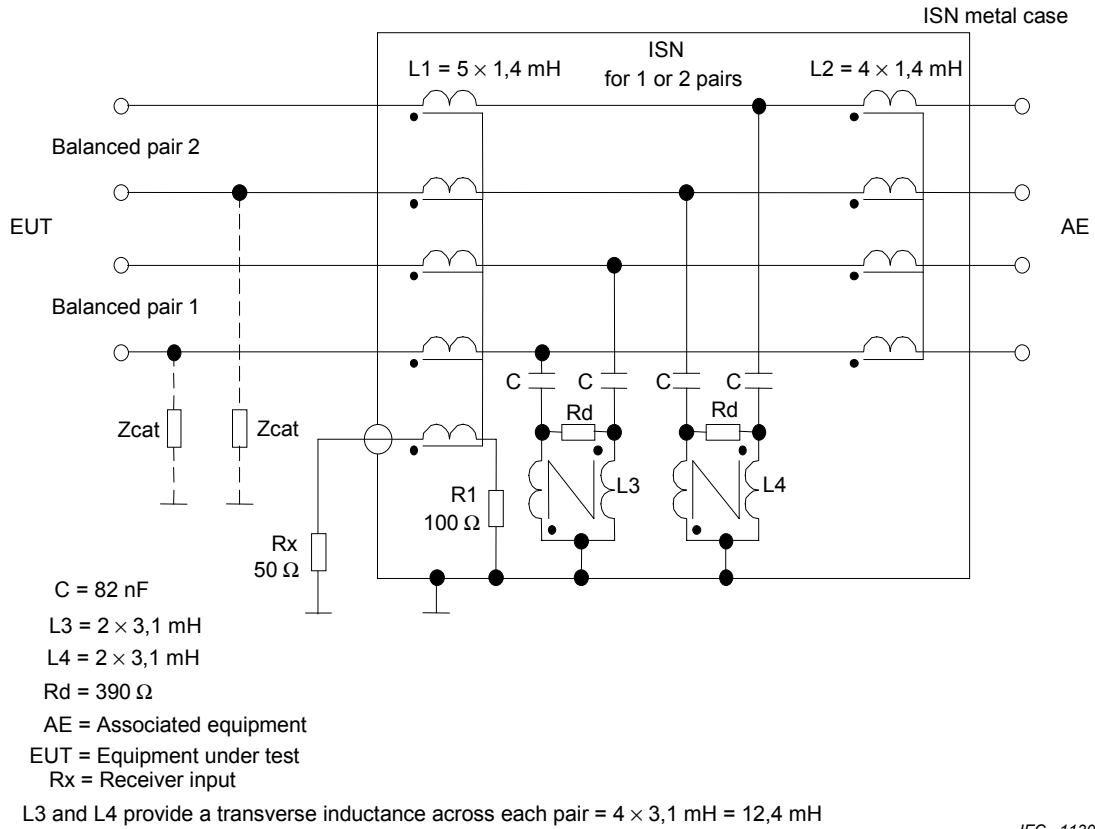 ISN metal case
ISN
for 1 or 2 pairs
L1 = 5 × 1,4 mH
L2 = 4 × 1,4 mH
Balanced pair 2
EUT
AE
Balanced pair 1
C
C
C
C
Rd
Rd
Zcat
Zcat
L3
L4
R1
100 Ω
Rx
50 Ω
C = 82 nF
L3 = 2 × 3,1 mH
L4 = 2 × 3,1 mH
Rd = 390 Ω
AE = Associated equipment
EUT = Equipment under test
Rx = Receiver input
L3 and L4 provide a transverse inductance across each pair = 4 × 3,1 mH = 12,4 mH